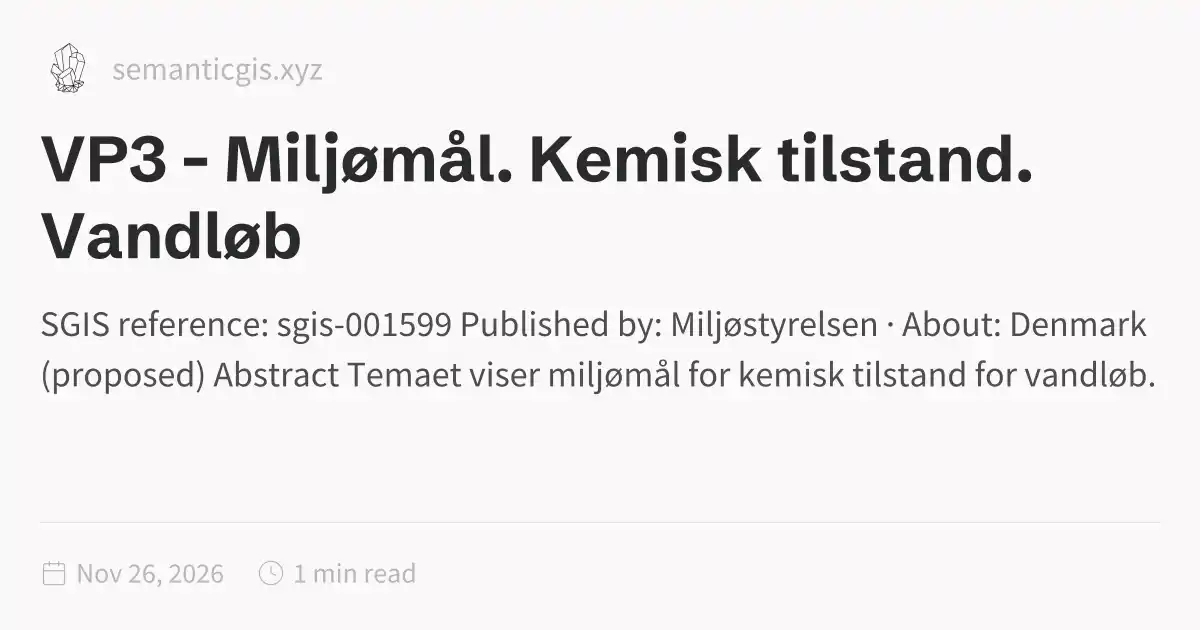 semanticgis.xyz
VP3 - Miljømål. Kemisk tilstand.
Vandløb
SGIS reference: sgis-001599 Published by: Miljøstyrelsen · About: Denmark
(proposed) Abstract Temaet viser miljømål for kemisk tilstand for vandløb.
Nov 26, 2026 1 min read